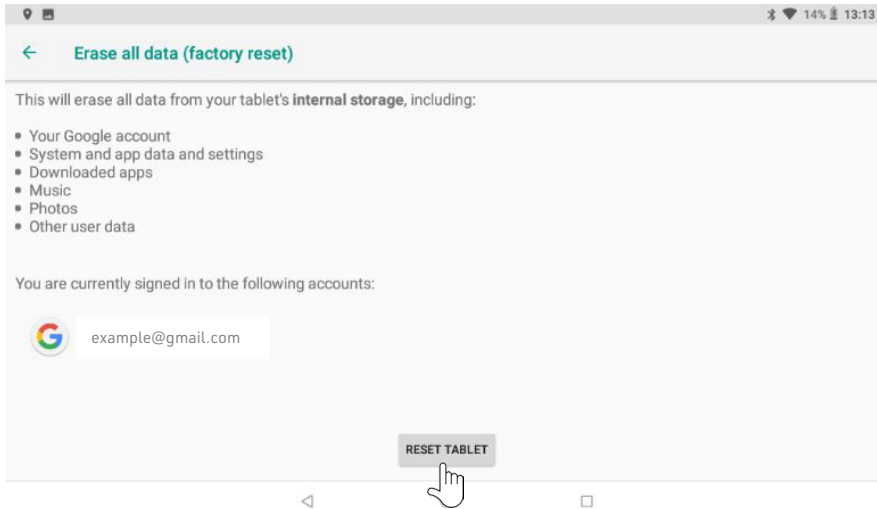 14% 13:13
Erase all data (factory reset)
This will erase all data from your tablet's internal storage, including:
• Your Google account
• System and app data and settings
• Downloaded apps
• Music
• Photos
• Other user data
You are currently signed in to the following accounts:
G example@gmail.com
RESET TABLET